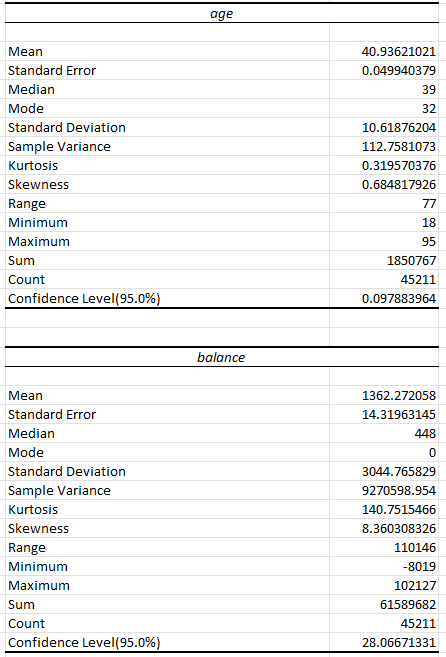 age
Mean 40.93621021
Standard Error 0.049940379
Median 39
Mode 32
Standard Deviation 10.61876204
Sample Variance 112.7581073
Kurtosis 0.319570376
Skewness 0.684817926
Range 77
Minimum 18
Maximum 95
Sum 1850767
Count 45211
Confidence Level(95.0%) 0.097883964
balance
Mean 1362.272058
Standard Error 14.31963145
Median 448
Mode 0
Standard Deviation 3044.765829
Sample Variance 9270598.954
Kurtosis 140.7515466
Skewness 8.360308326
Range 110146
Minimum -8019
Maximum 102127
Sum 61589682
Count 45211
Confidence Level(95.0%) 28.06671331